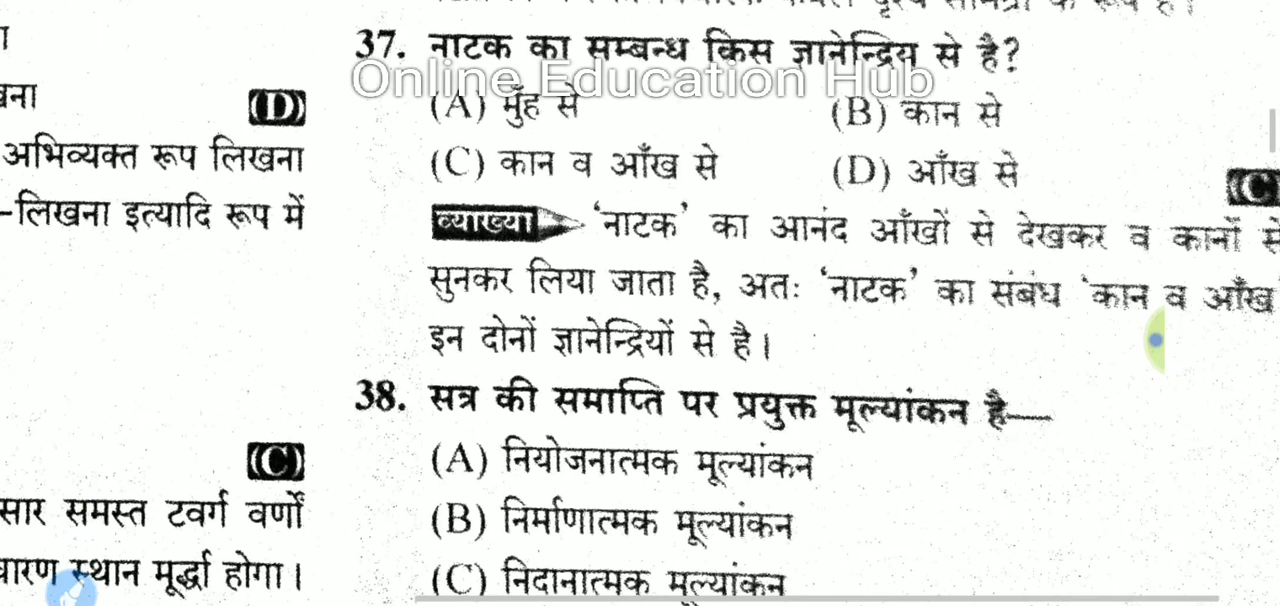 वना
(D)
अभिव्यक्त रूप लिखना
-लिखना इत्यादि रूप में
(C)
सार समस्त टवर्ग वर्णों
स्थान मूर्द्धा होगा।
37. नाटक का सम्बन्ध किस ज्ञानेन्द्रिय से है?
Online Education Hub
(A) मुँह से (B) कान से
(C) कान व आँख से (D) आँख से
(C)
व्याख्या 'नाटक' का आनंद आँखों से देखकर व कानों से
सुनकर लिया जाता है, अतः 'नाटक' का संबंध 'कान व आँख
इन दोनों ज्ञानेन्द्रियों से है।
38. सत्र की समाप्ति पर प्रयुक्त मूल्यांकन है—
(A) नियोजनात्मक मूल्यांकन
(B) निर्माणात्मक मूल्यांकन
(C) निदानात्मक मूल्यांकन